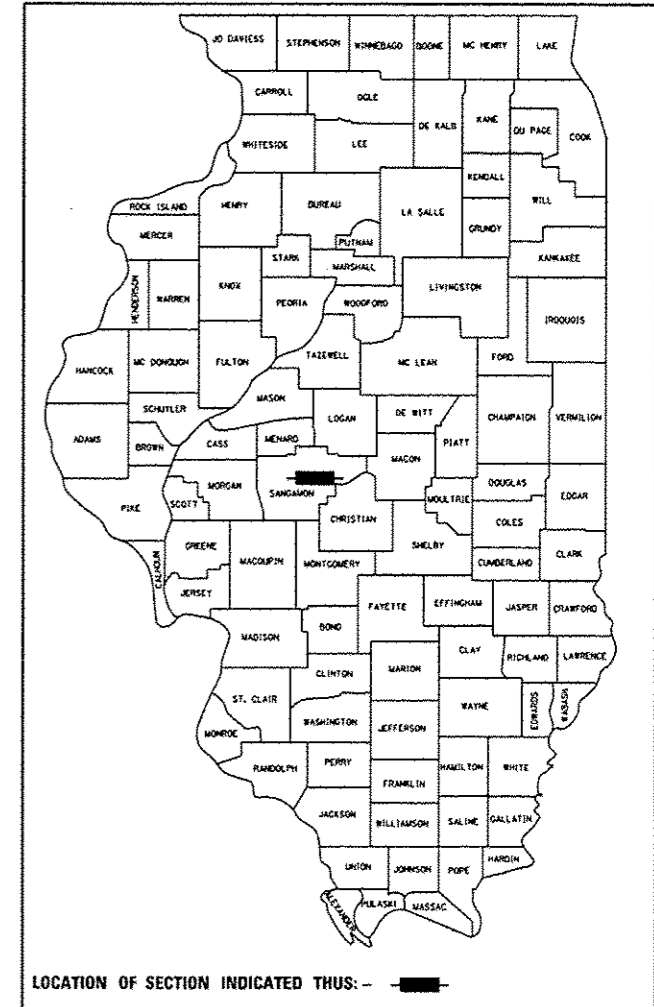 JO DAVIESS STEPHENSON WINNEBAGO BOONE MC HENRY LAKE
CARROLL OGLE DE KALB KANE DU PAGE COOK
WHITESIDE LEE KENDALL WILL
ROCK ISLAND HENRY BUREAU LA SALLE GRUNDY
MERCER PUTNAM KANKAKEE
STARK MARSHALL
HENDERSON WARREN KNOX PEORIA WOODFORD LIVINGSTON IROQUOIS
HANCOCK MC DONOUGH FULTON TAZEWELL MC LEAN FORD
MASON
SCHUYLER LOGAN DE WITT CHAMPAIGN VERMILION
ADAMS BROWN CASS MENARD MACON PIATT
PIKE SCOTT MORGAN SANGAMON MOULTRIE DOUGLAS EDGAR
CHRISTIAN COLES
CALHOUN GREENE MACOUPIN MONTGOMERY SHELBY CUMBERLAND CLARK
JERSEY FAYETTE EFFINGHAM JASPER CRAWFORD
MADISON BOND CLAY RICHLAND LAWRENCE
CLINTON MARION
ST. CLAIR WAYNE EDWARDS WABASH
MONROE WASHINGTON JEFFERSON
RANDOLPH PERRY HAMILTON WHITE
FRANKLIN
JACKSON WILLIAMSON SALINE GALLATIN
UNION JOHNSON POPE HARDIN
ALEXANDER PULASKI MASSAC
LOCATION OF SECTION INDICATED THUS: -